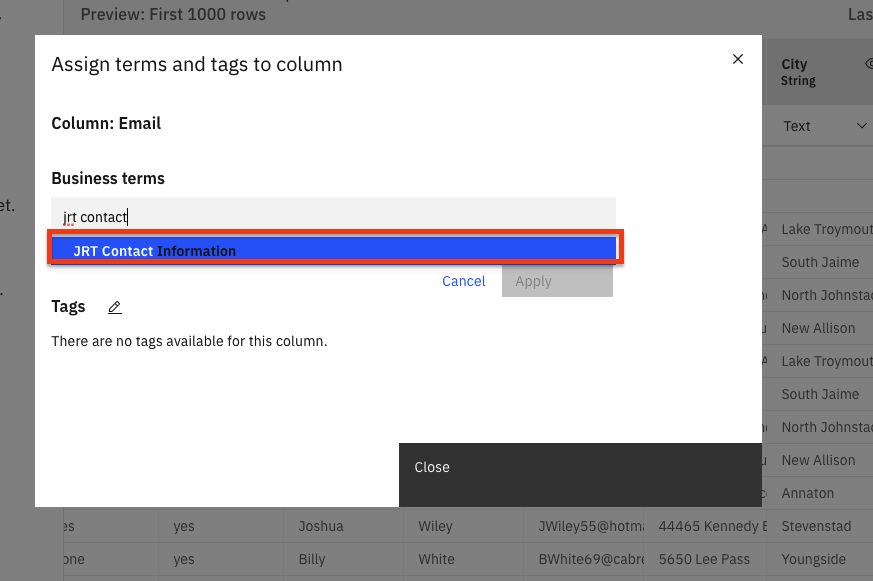 Preview: First 1000 rows
Las
Assign terms and tags to column
City
String
Column: Email
Text
Business terms
et.
jrt contact
Lake Troymout
JRT Contact Information
South Jaime
Cancel
Apply
North Johnstad
Tags
New Allison
There are no tags available for this column.
Lake Troymout
South Jaime
North Johnstad
New Allison
Close
Annaton
es yes Joshua Wiley JWiley55@hotma 44465 Kennedy E Stevenstad
one yes Billy White BWhite69@cabre 5650 Lee Pass Youngside